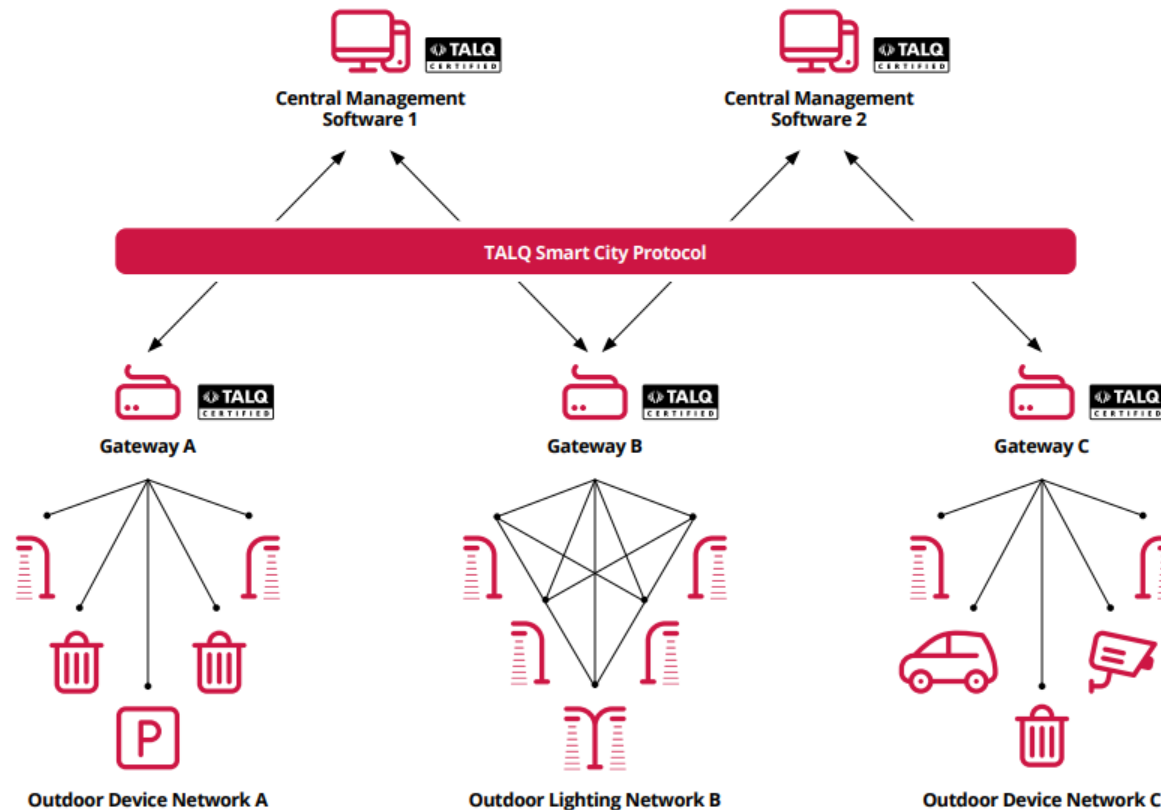 TALQ
CERTIFIED
TALQ
CERTIFIED
Central Management
Software 1
Central Management
Software 2
TALQ Smart City Protocol
TALQ
CERTIFIED
TALQ
CERTIFIED
TALQ
CERTIFIED
Gateway A
Gateway B
Gateway C
P
Outdoor Device Network A
Outdoor Lighting Network B
Outdoor Device Network C